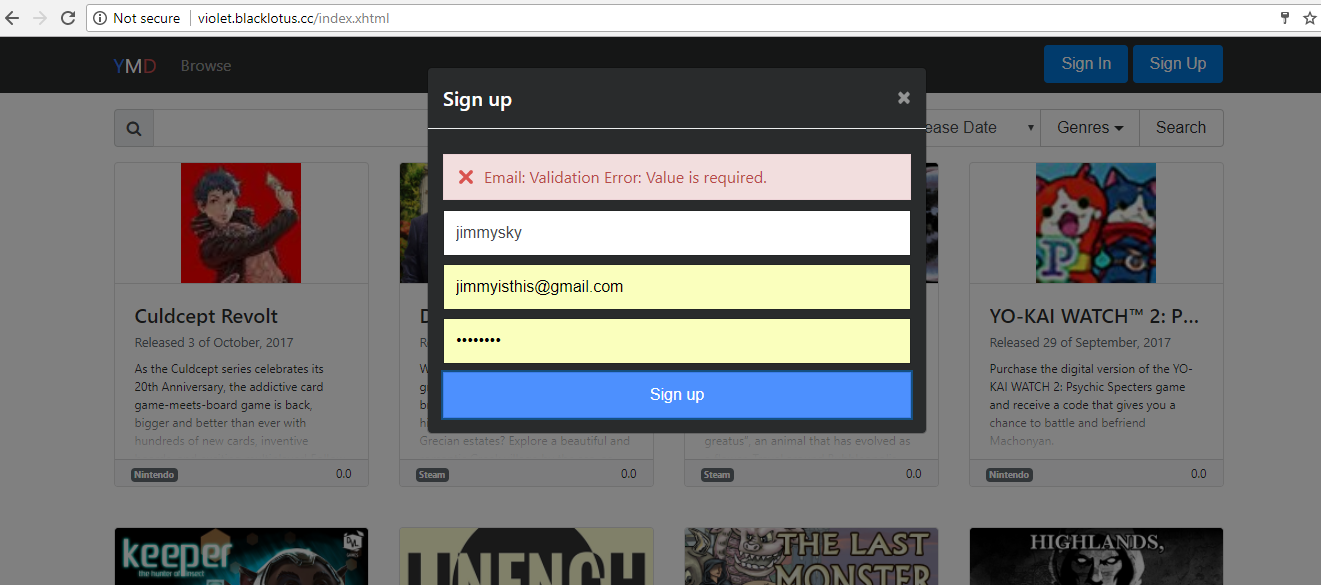 Not secure violet.blacklotus.cc/index.xhtml
YMD Browse Sign In Sign Up
Sign up ×
ease Date Genres Search
Email: Validation Error: Value is required.
jimmysky
jimmyisthis@gmail.com
••••••••
Sign up
Culdcept Revolt
Released 3 of October, 2017
As the Culdcept series celebrates its
20th Anniversary, the addictive card
game-meets-board game is back,
bigger and better than ever with
hundreds of new cards, inventive
Nintendo 0.0
Grecian estates? Explore a beautiful and
Steam 0.0
greatus", an animal that has evolved as
Steam 0.0
P
YO-KAI WATCH™ 2: P...
Released 29 of September, 2017
Purchase the digital version of the YO-
KAI WATCH 2: Psychic Specters game
and receive a code that gives you a
chance to battle and befriend
Machonyan.
Nintendo 0.0
keeper
the hunter of insect
THE LAST
MONSTER
HIGHLANDS,